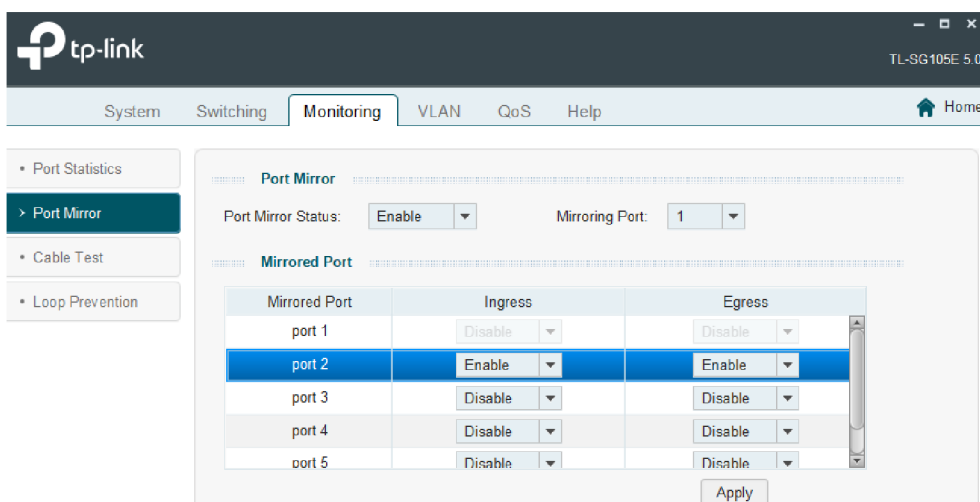 tp-link
TL-SG105E 5.0
System Switching Monitoring VLAN QoS Help Home
Port Statistics
Port Mirror
Cable Test
Loop Prevention
Port Mirror
Port Mirror Status: Enable Mirroring Port: 1
Mirrored Port
Mirrored Port Ingress Egress
port 1 Disable Disable
port 2 Enable Enable
port 3 Disable Disable
port 4 Disable Disable
port 5 Disable Disable
Apply